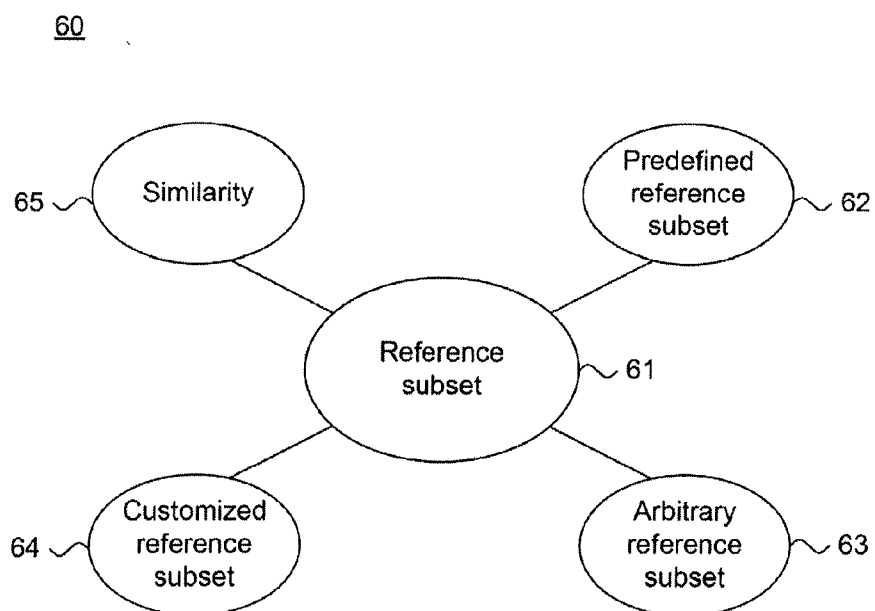 60
Similarity
65
Predefined
reference
subset
62
Reference
subset
61
Customized
reference
subset
64
Arbitrary
reference
subset
63